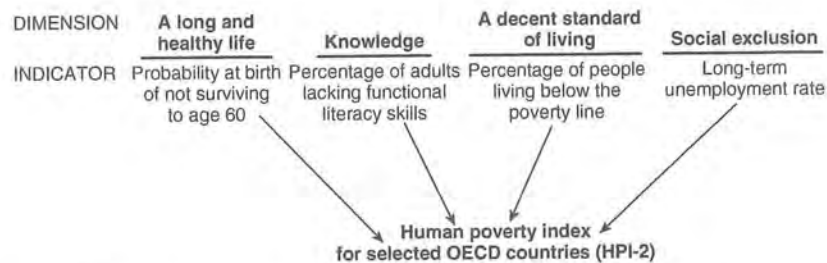 DIMENSION
A long and
healthy life
Knowledge
A decent standard
of living
Social exclusion
INDICATOR
Probability at birth
of not surviving
to age 60
Percentage of adults
lacking functional
literacy skills
Percentage of people
living below the
poverty line
Long-term
unemployment rate
Human poverty index
for selected OECD countries (HPI-2)